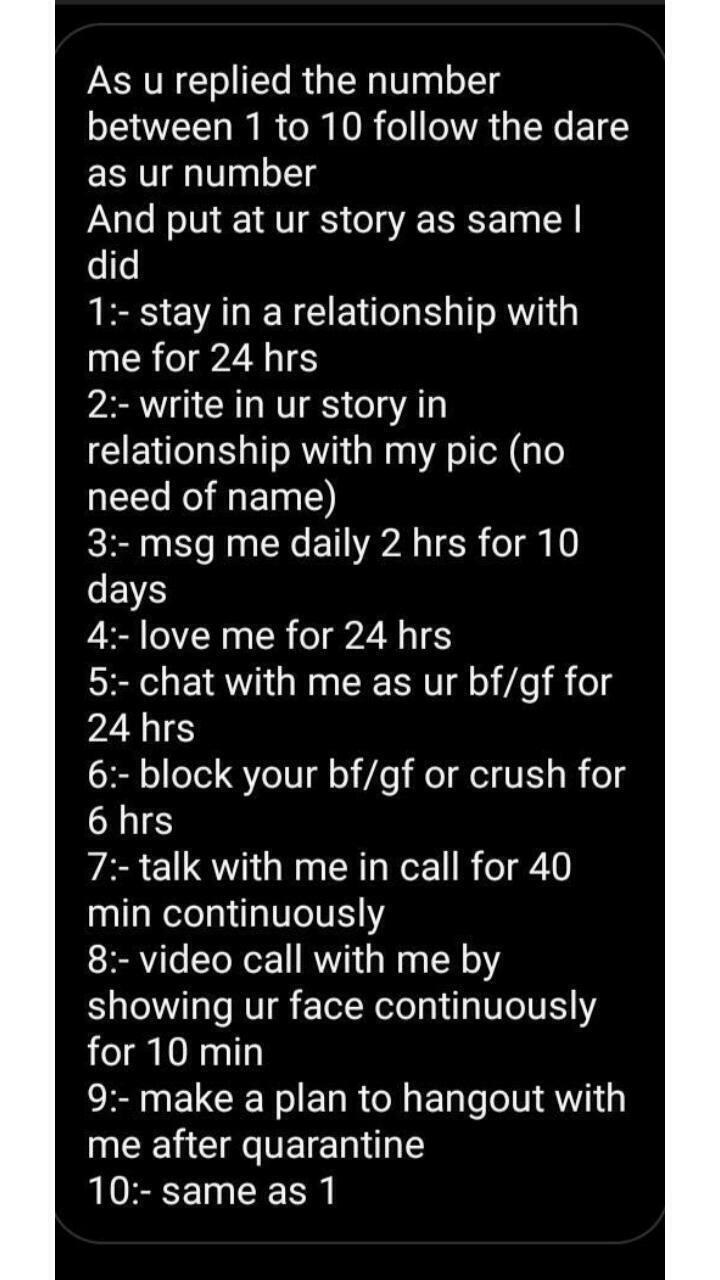 As u replied the number
between 1 to 10 follow the dare
as ur number
And put at ur story as same I
did
1:- stay in a relationship with
me for 24 hrs
2:- write in ur story in
relationship with my pic (no
need of name)
3:- msg me daily 2 hrs for 10
days
4:- love me for 24 hrs
5:- chat with me as ur bf/gf for
24 hrs
6:- block your bf/gf or crush for
6 hrs
7:- talk with me in call for 40
min continuously
8:- video call with me by
showing ur face continuously
for 10 min
9:- make a plan to hangout with
me after quarantine
10:- same as 1